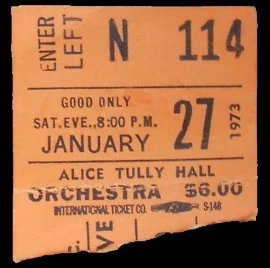 ENTER LEFT N 114
GOOD ONLY
SAT. EVE., 8:00 P.M.
JANUARY 27 1973
ALICE TULLY HALL
ORCHESTRA $6.00
INTERNATIONAL TICKET CO. S-148